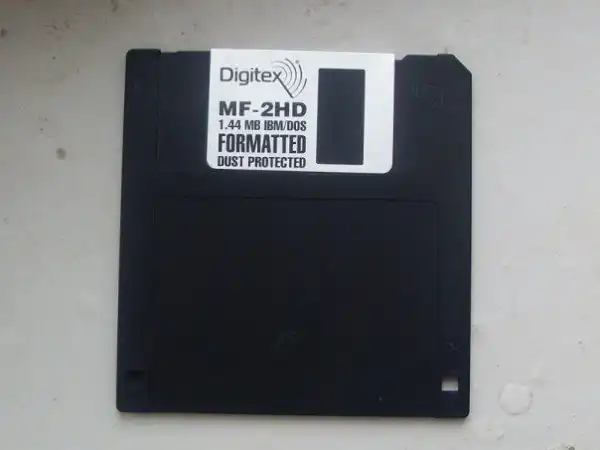 Digitex
MF-2HD
1.44 MB IBM/DOS
FORMATTED
DUST PROTECTED